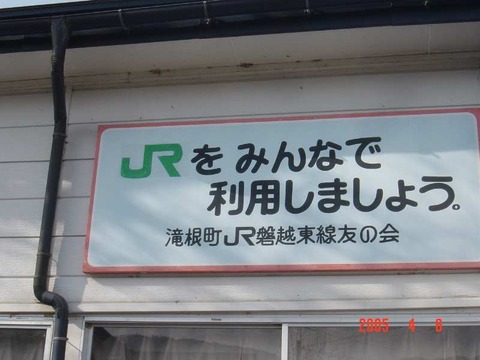 JRをみんなで
利用しましょう。
滝根町JR磐越東線友の会
2005 4 8